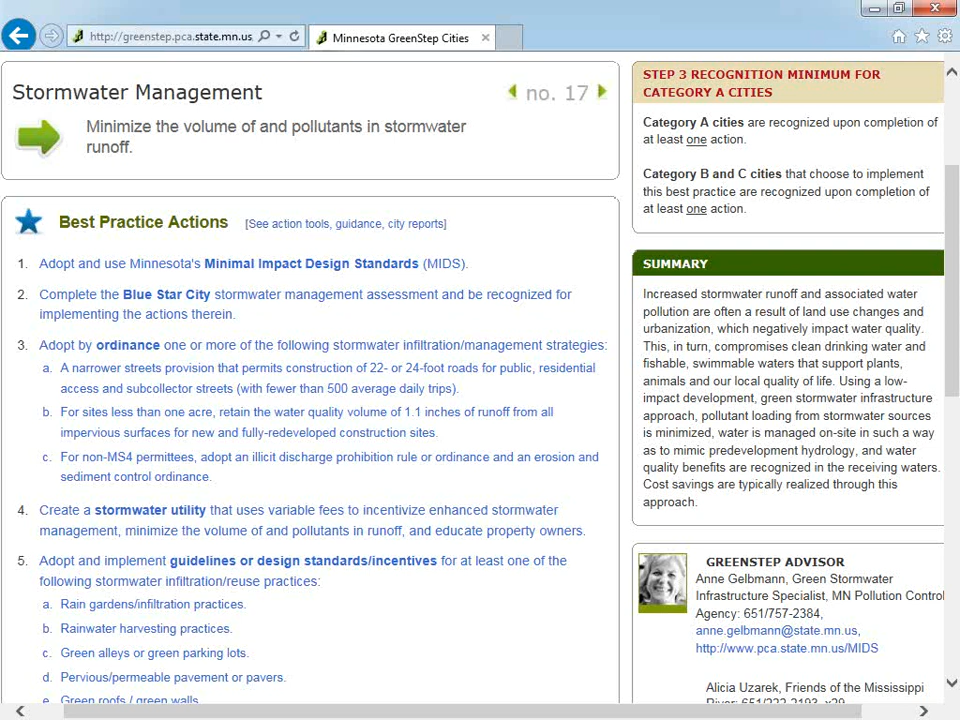 http://greenstep.pca.state.mn.us
Minnesota GreenStep Cities
Stormwater Management
no. 17
Minimize the volume of and pollutants in stormwater
runoff.
Best Practice Actions [See action tools, guidance, city reports]
1. Adopt and use Minnesota's Minimal Impact Design Standards (MIDS).
2. Complete the Blue Star City stormwater management assessment and be recognized for
implementing the actions therein.
3. Adopt by ordinance one or more of the following stormwater infiltration/management strategies:
a. A narrower streets provision that permits construction of 22- or 24-foot roads for public, residential
access and subcollector streets (with fewer than 500 average daily trips).
b. For sites less than one acre, retain the water quality volume of 1.1 inches of runoff from all
impervious surfaces for new and fully-redeveloped construction sites.
c. For non-MS4 permittees, adopt an illicit discharge prohibition rule or ordinance and an erosion and
sediment control ordinance.
4. Create a stormwater utility that uses variable fees to incentivize enhanced stormwater
management, minimize the volume of and pollutants in runoff, and educate property owners.
5. Adopt and implement guidelines or design standards/incentives for at least one of the
following stormwater infiltration/reuse practices:
a. Rain gardens/infiltration practices.
b. Rainwater harvesting practices.
c. Green alleys or green parking lots.
d. Pervious/permeable pavement or pavers.
e. Green roofs / green walls.
STEP 3 RECOGNITION MINIMUM FOR
CATEGORY A CITIES
Category A cities are recognized upon completion of
at least one action.
Category B and C cities that choose to implement
this best practice are recognized upon completion of
at least one action.
SUMMARY
Increased stormwater runoff and associated water
pollution are often a result of land use changes and
urbanization, which negatively impact water quality.
This, in turn, compromises clean drinking water and
fishable, swimmable waters that support plants,
animals and our local quality of life. Using a low-
impact development, green stormwater infrastructure
approach, pollutant loading from stormwater sources
is minimized, water is managed on-site in such a way
as to mimic predevelopment hydrology, and water
quality benefits are recognized in the receiving waters.
Cost savings are typically realized through this
approach.
GREENSTEP ADVISOR
Anne Gelbmann, Green Stormwater
Infrastructure Specialist, MN Pollution Control
Agency: 651/757-2384,
anne.gelbmann@state.mn.us,
http://www.pca.state.mn.us/MIDS
Alicia Uzarek, Friends of the Mississippi
River: 651/222-2193, x29